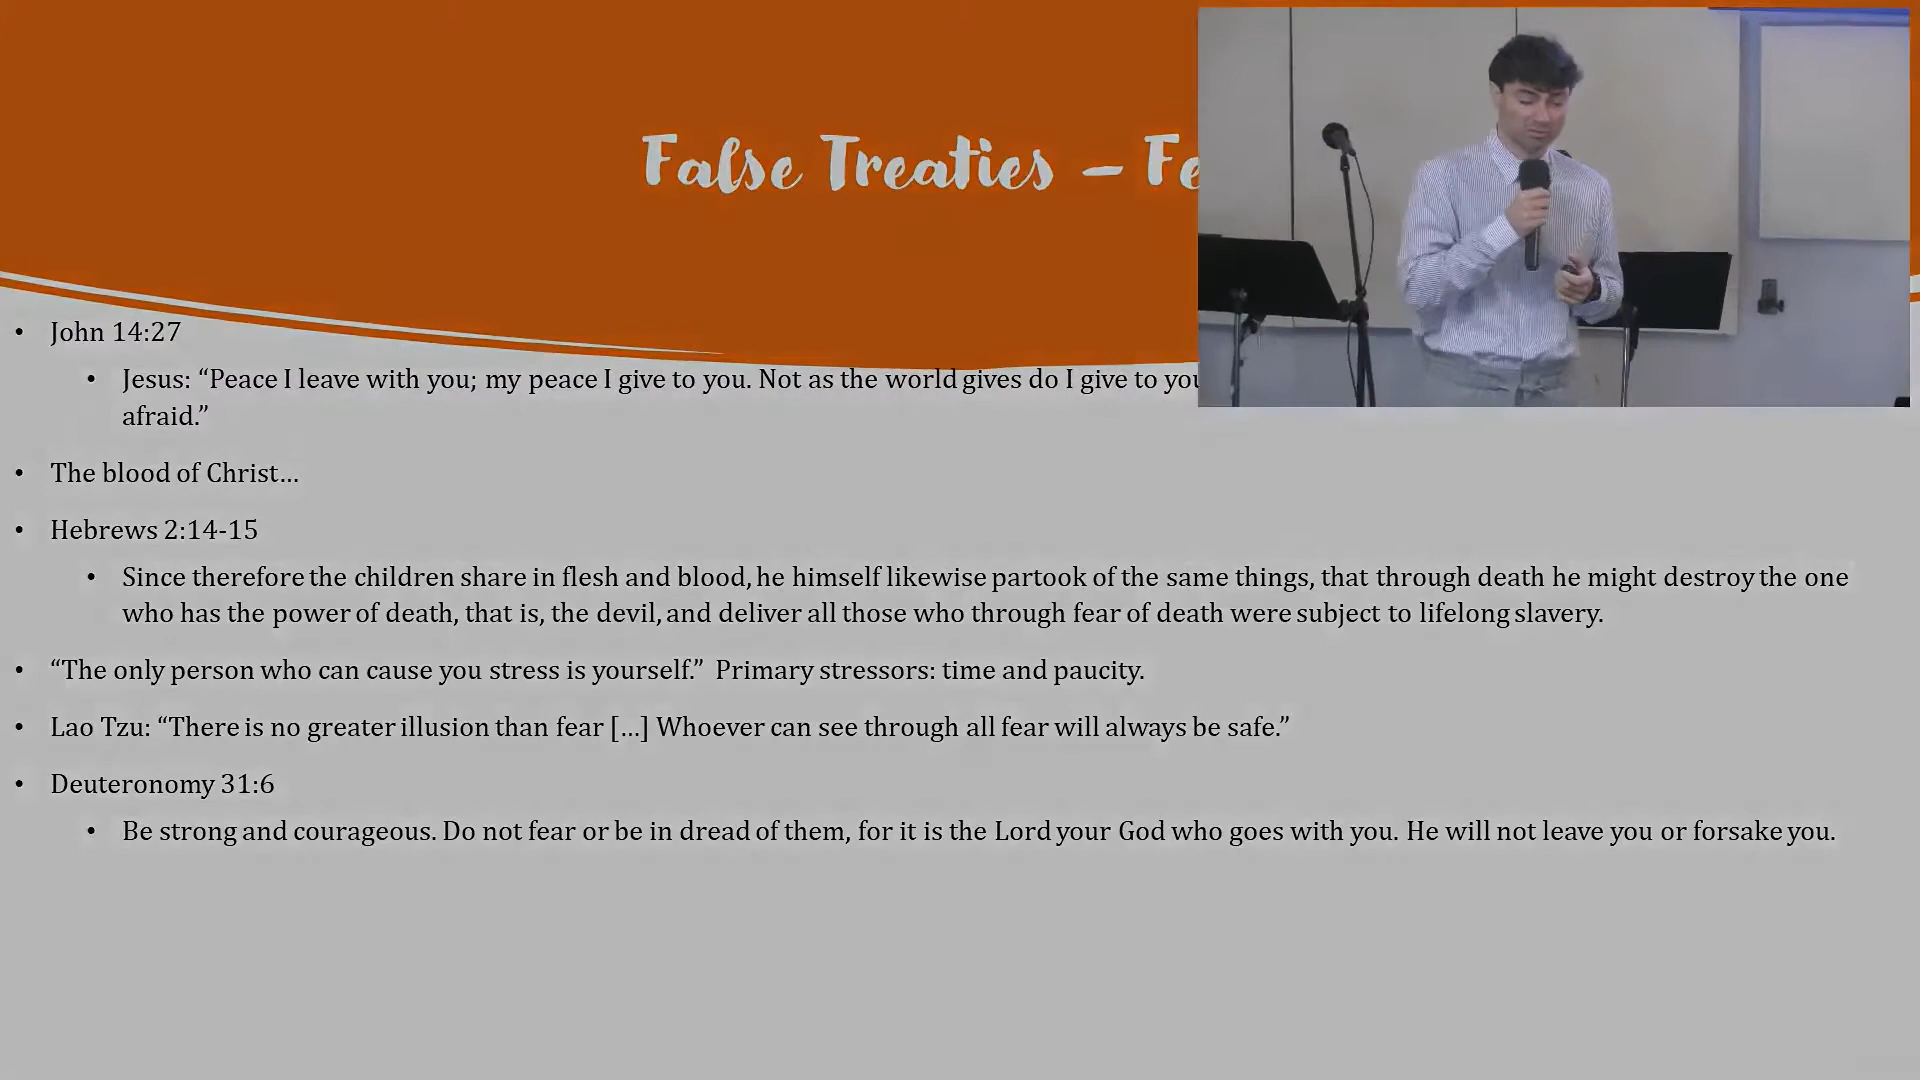 False Treaties –
• John 14:27
• Jesus: “Peace I leave with you; my peace I give to you. Not as the world gives do I give to you
afraid.”
• The blood of Christ…
• Hebrews 2:14-15
• Since therefore the children share in flesh and blood, he himself likewise partook of the same things, that through death he might destroy the one
who has the power of death, that is, the devil, and deliver all those who through fear of death were subject to lifelong slavery.
• “The only person who can cause you stress is yourself.” Primary stressors: time and paucity.
• Lao Tzu: “There is no greater illusion than fear […] Whoever can see through all fear will always be safe.”
• Deuteronomy 31:6
• Be strong and courageous. Do not fear or be in dread of them, for it is the Lord your God who goes with you. He will not leave you or forsake you.